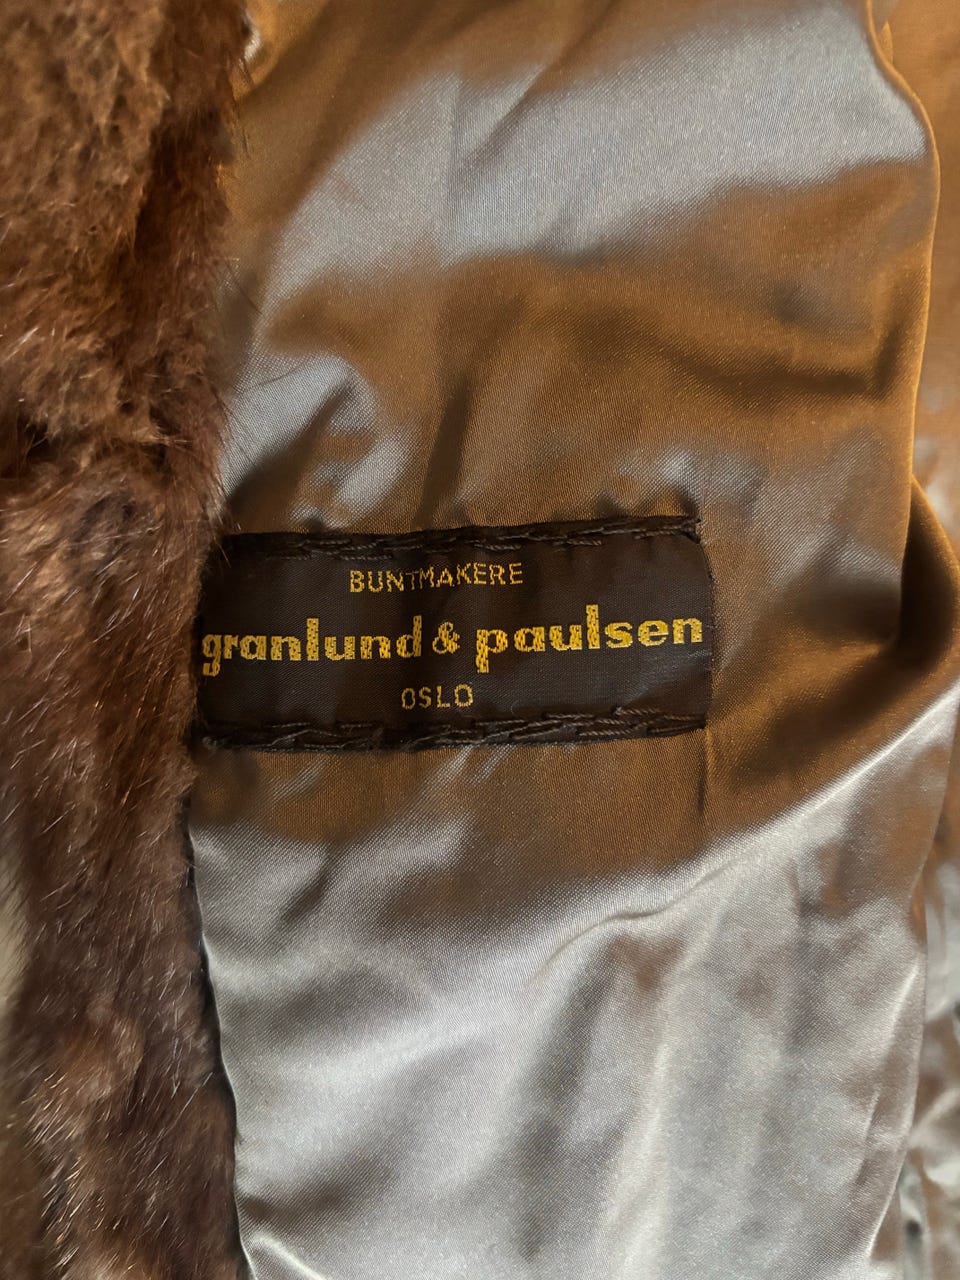 BUNTMAKERE
granlund & paulsen
OSLO